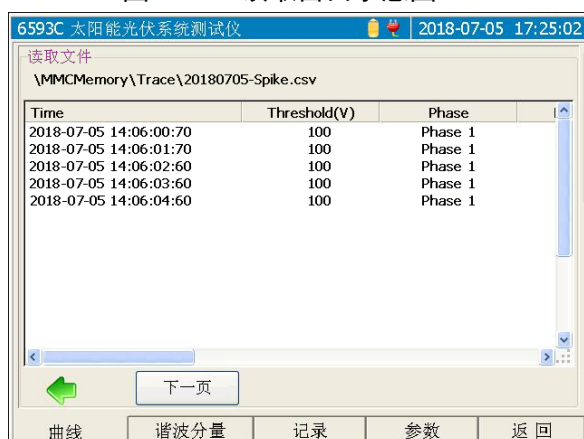 6593C 太阳能光伏系统测试仪 2018-07-05 17:25:02
读取文件
\MMCMemory\Trace\20180705-Spike.csv
Time Threshold(V) Phase
2018-07-05 14:06:00:70 100 Phase 1
2018-07-05 14:06:01:70 100 Phase 1
2018-07-05 14:06:02:60 100 Phase 1
2018-07-05 14:06:03:60 100 Phase 1
2018-07-05 14:06:04:60 100 Phase 1
下一页
曲线 谐波分量 记录 参数 返回